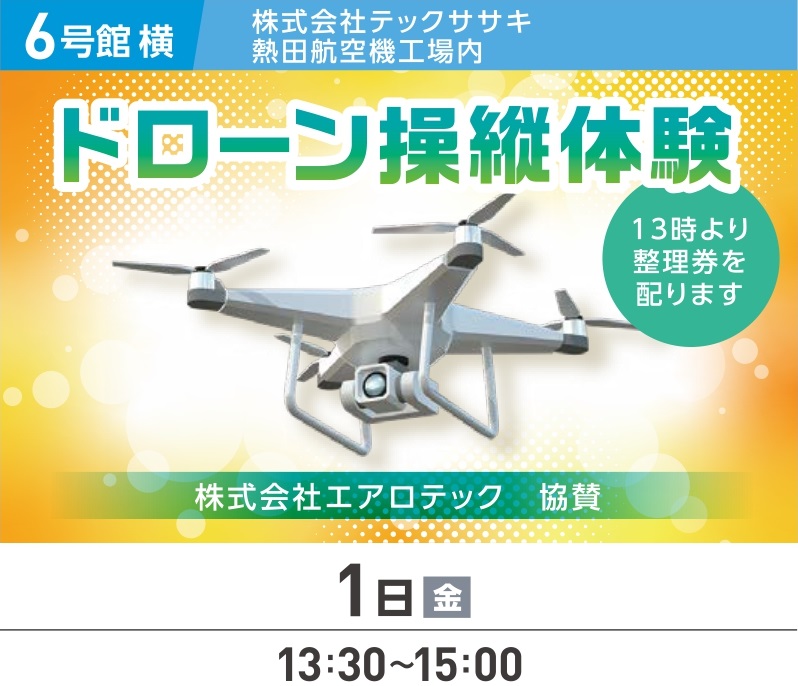 6号館 横
株式会社テックササキ
熱田航空機工場内
ドローン操縦体験
13時より
整理券を
配ります
株式会社エアロテック　協賛
1日 金
13:30～15:00